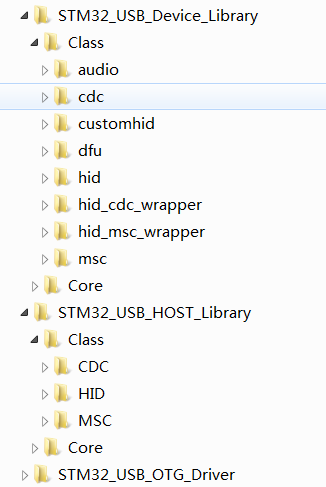 STM32_USB_Device_Library
Class
audio
cdc
customhid
dfu
hid
hid_cdc_wrapper
hid_msc_wrapper
msc
Core
STM32_USB_HOST_Library
Class
CDC
HID
MSC
Core
STM32_USB_OTG_Driver